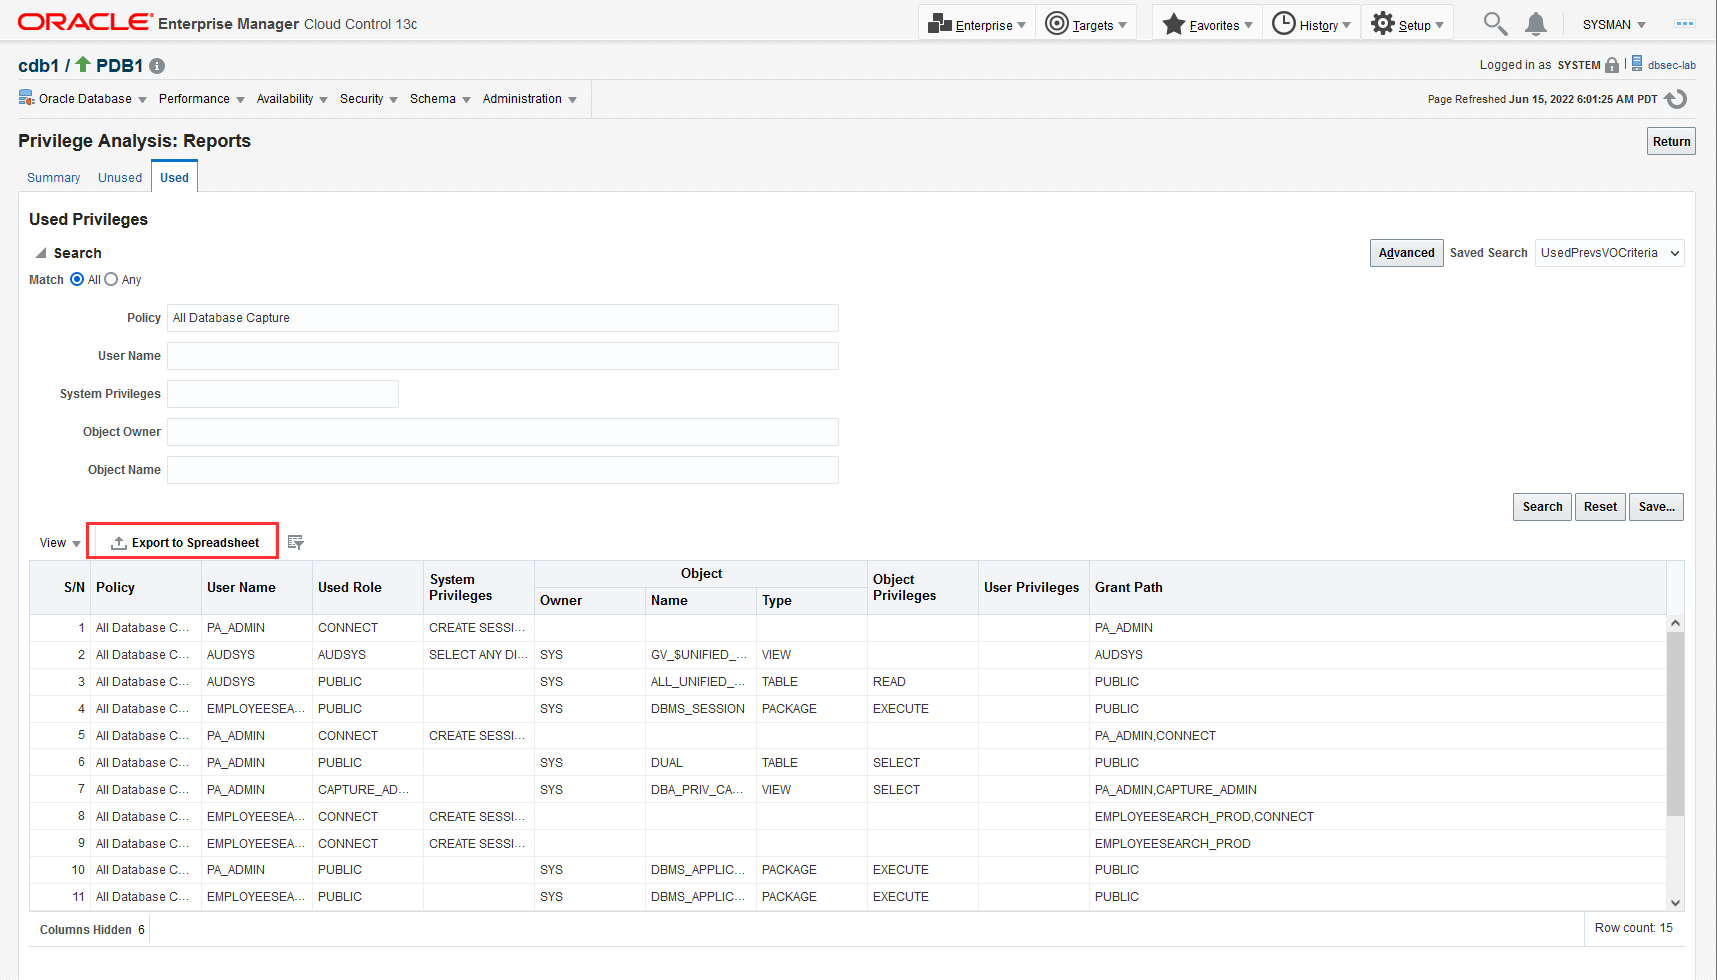 ORACLE Enterprise Manager Cloud Control 13c Enterprise Targets Favorites History Setup SYSMAN
cdb1 / PDB1 Logged in as SYSTEM dbsec-lab
Oracle Database Performance Availability Security Schema Administration Page Refreshed Jun 15, 2022 6:01:25 AM PDT
Privilege Analysis: Reports Return
Summary Unused Used
Used Privileges
Search Advanced Saved Search UsedPrevsVOCriteria
Match All Any
Policy All Database Capture
User Name
System Privileges
Object Owner
Object Name
Search Reset Save...
View Export to Spreadsheet
S/N Policy User Name Used Role System Privileges Object Owner Name Type Object Privileges User Privileges Grant Path
1 All Database C... PA_ADMIN CONNECT CREATE SESSI... PA_ADMIN
2 All Database C... AUDSYS AUDSYS SELECT ANY DI... SYS GV_$UNIFIED_... VIEW AUDSYS
3 All Database C... AUDSYS PUBLIC SYS ALL_UNIFIED_... TABLE READ PUBLIC
4 All Database C... EMPLOYEESEA... PUBLIC SYS DBMS_SESSION PACKAGE EXECUTE PUBLIC
5 All Database C... PA_ADMIN CONNECT CREATE SESSI... PA_ADMIN,CONNECT
6 All Database C... PA_ADMIN PUBLIC SYS DUAL TABLE SELECT PUBLIC
7 All Database C... PA_ADMIN CAPTURE_AD... SYS DBA_PRIV_CA... VIEW SELECT PA_ADMIN,CAPTURE_ADMIN
8 All Database C... EMPLOYEESEA... CONNECT CREATE SESSI... EMPLOYEESEARCH_PROD,CONNECT
9 All Database C... EMPLOYEESEA... CONNECT CREATE SESSI... EMPLOYEESEARCH_PROD
10 All Database C... PA_ADMIN PUBLIC SYS DBMS_APPLIC... PACKAGE EXECUTE PUBLIC
11 All Database C... EMPLOYEESEA... PUBLIC SYS DBMS_APPLIC... PACKAGE EXECUTE PUBLIC
Columns Hidden 6 Row count: 15